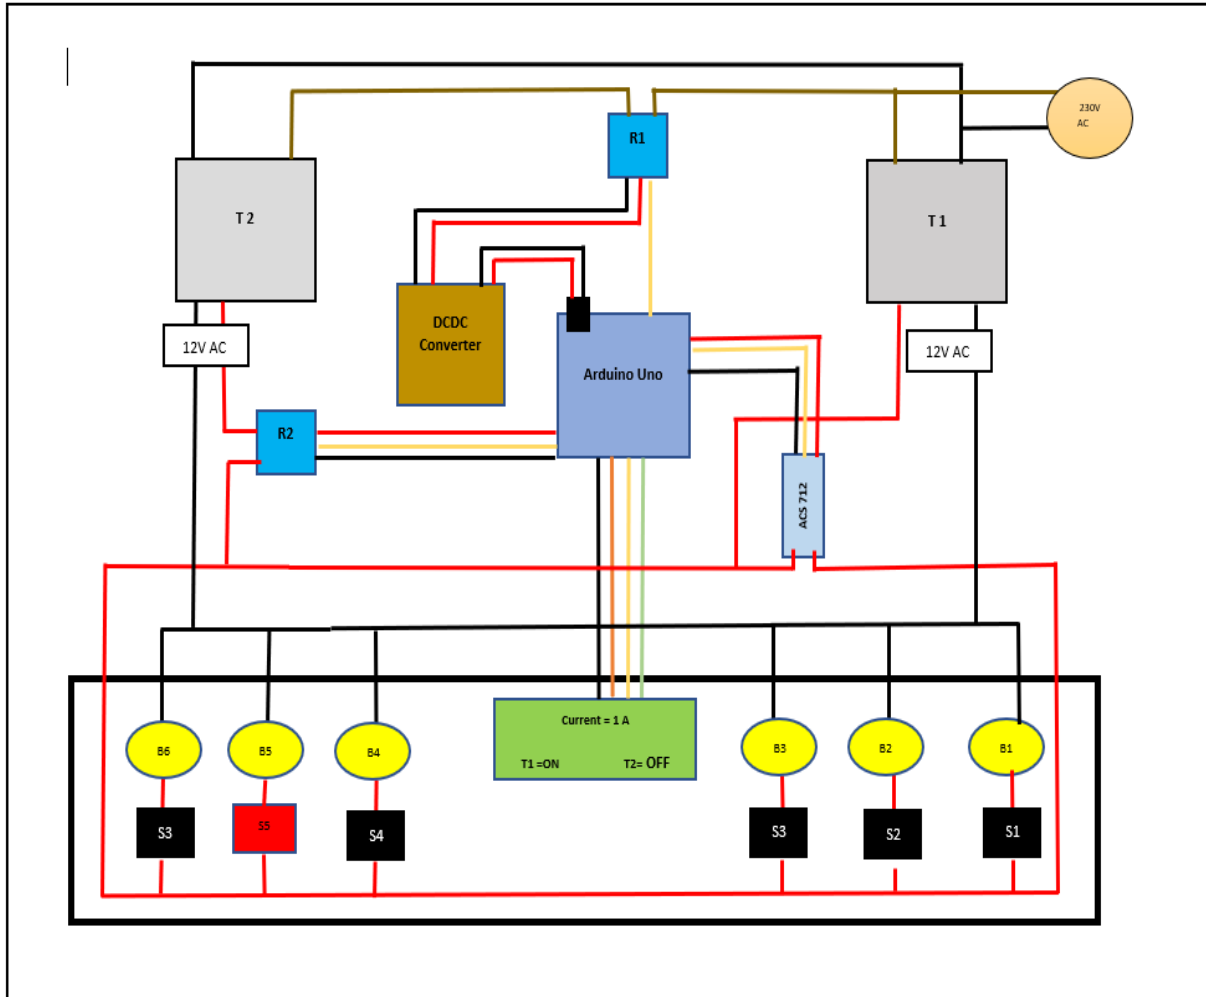 230V
AC
R1
T 2
T 1
DCDC
Converter
12V AC
12V AC
Arduino Uno
R2
ACS 712
Current = 1 A
T1 =ON T2= OFF
B6
B5
B4
B3
B2
B1
S3
S5
S4
S3
S2
S1